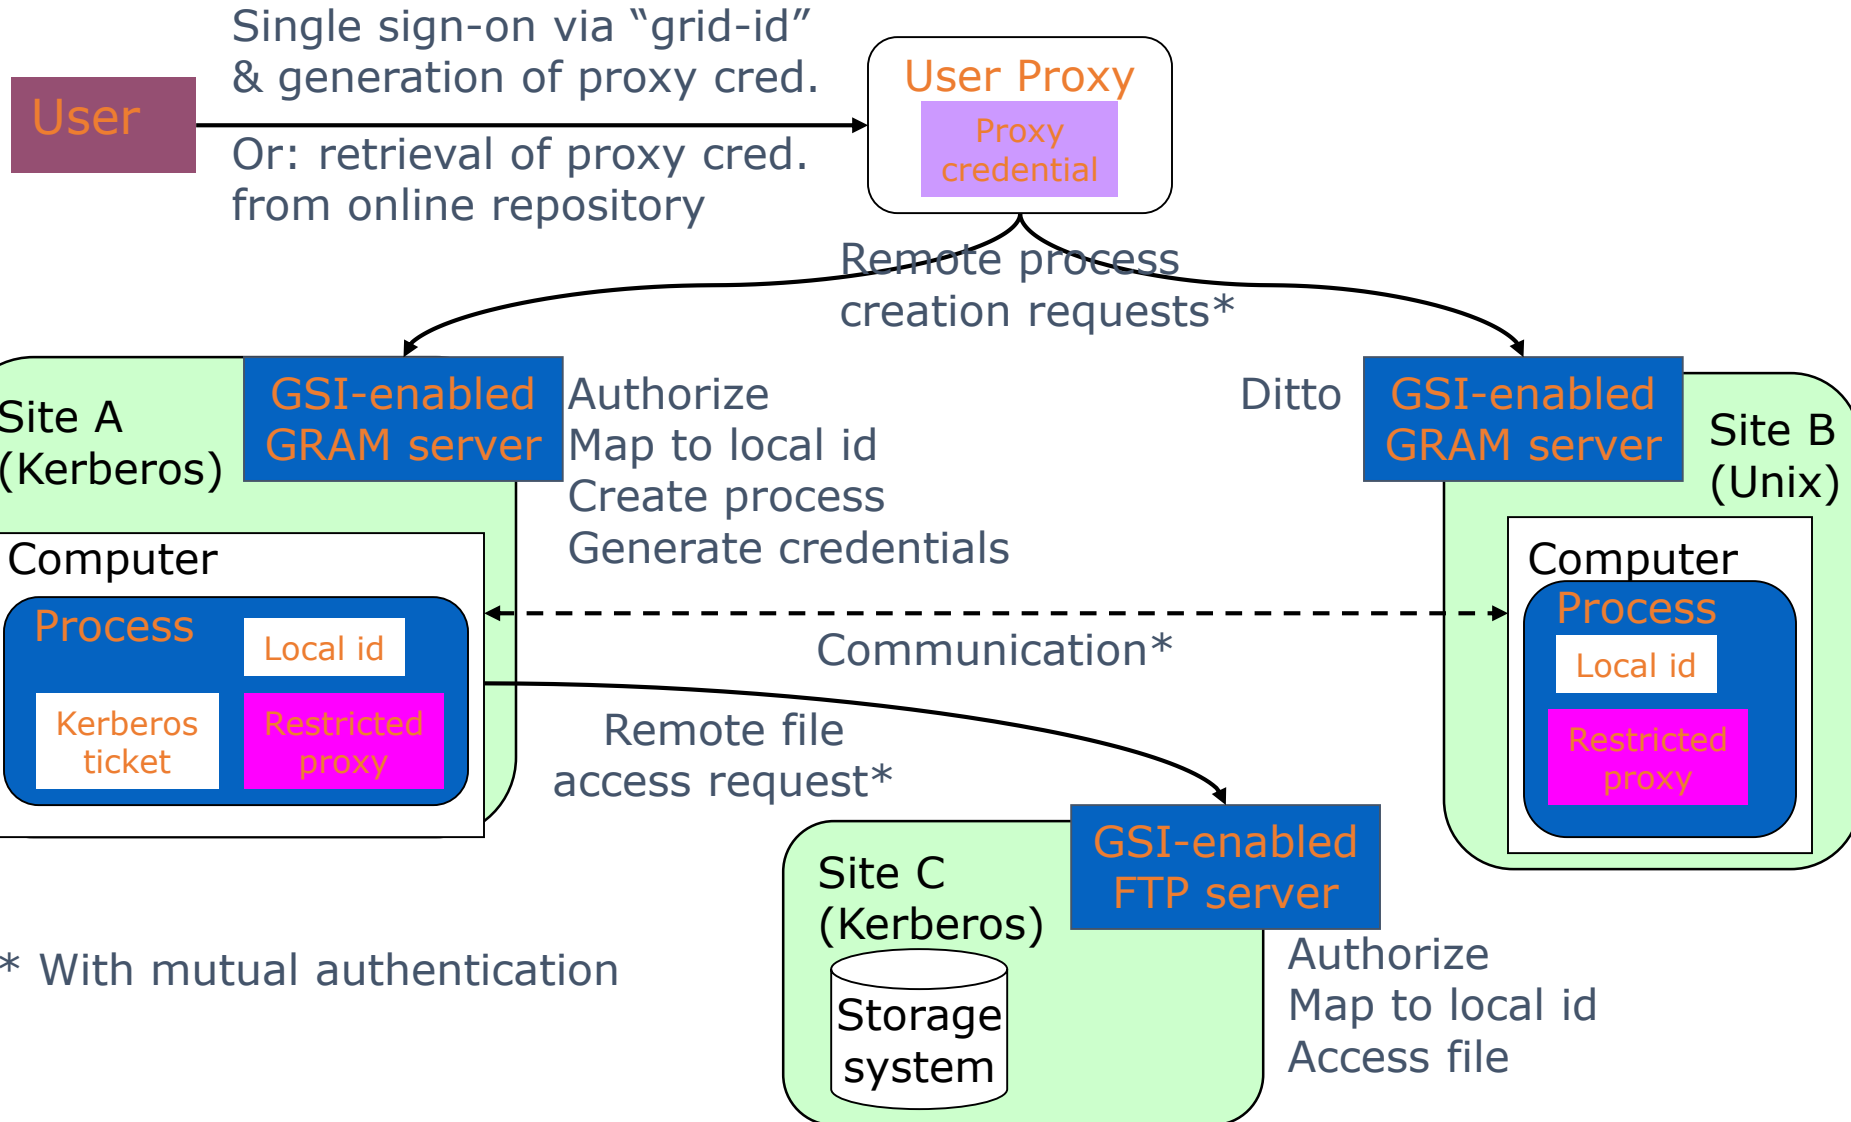 Single sign-on via “grid-id”
& generation of proxy cred.
Or: retrieval of proxy cred.
from online repository
User
User Proxy
Proxy
credential
Remote process
creation requests*
Site A
(Kerberos)
GSI-enabled
GRAM server
Authorize
Map to local id
Create process
Generate credentials
Ditto
GSI-enabled
GRAM server
Site B
(Unix)
Computer
Process
Local id
Kerberos
ticket
Restricted
proxy
Communication*
Computer
Process
Local id
Restricted
proxy
Remote file
access request*
GSI-enabled
FTP server
Site C
(Kerberos)
Storage
system
Authorize
Map to local id
Access file
* With mutual authentication